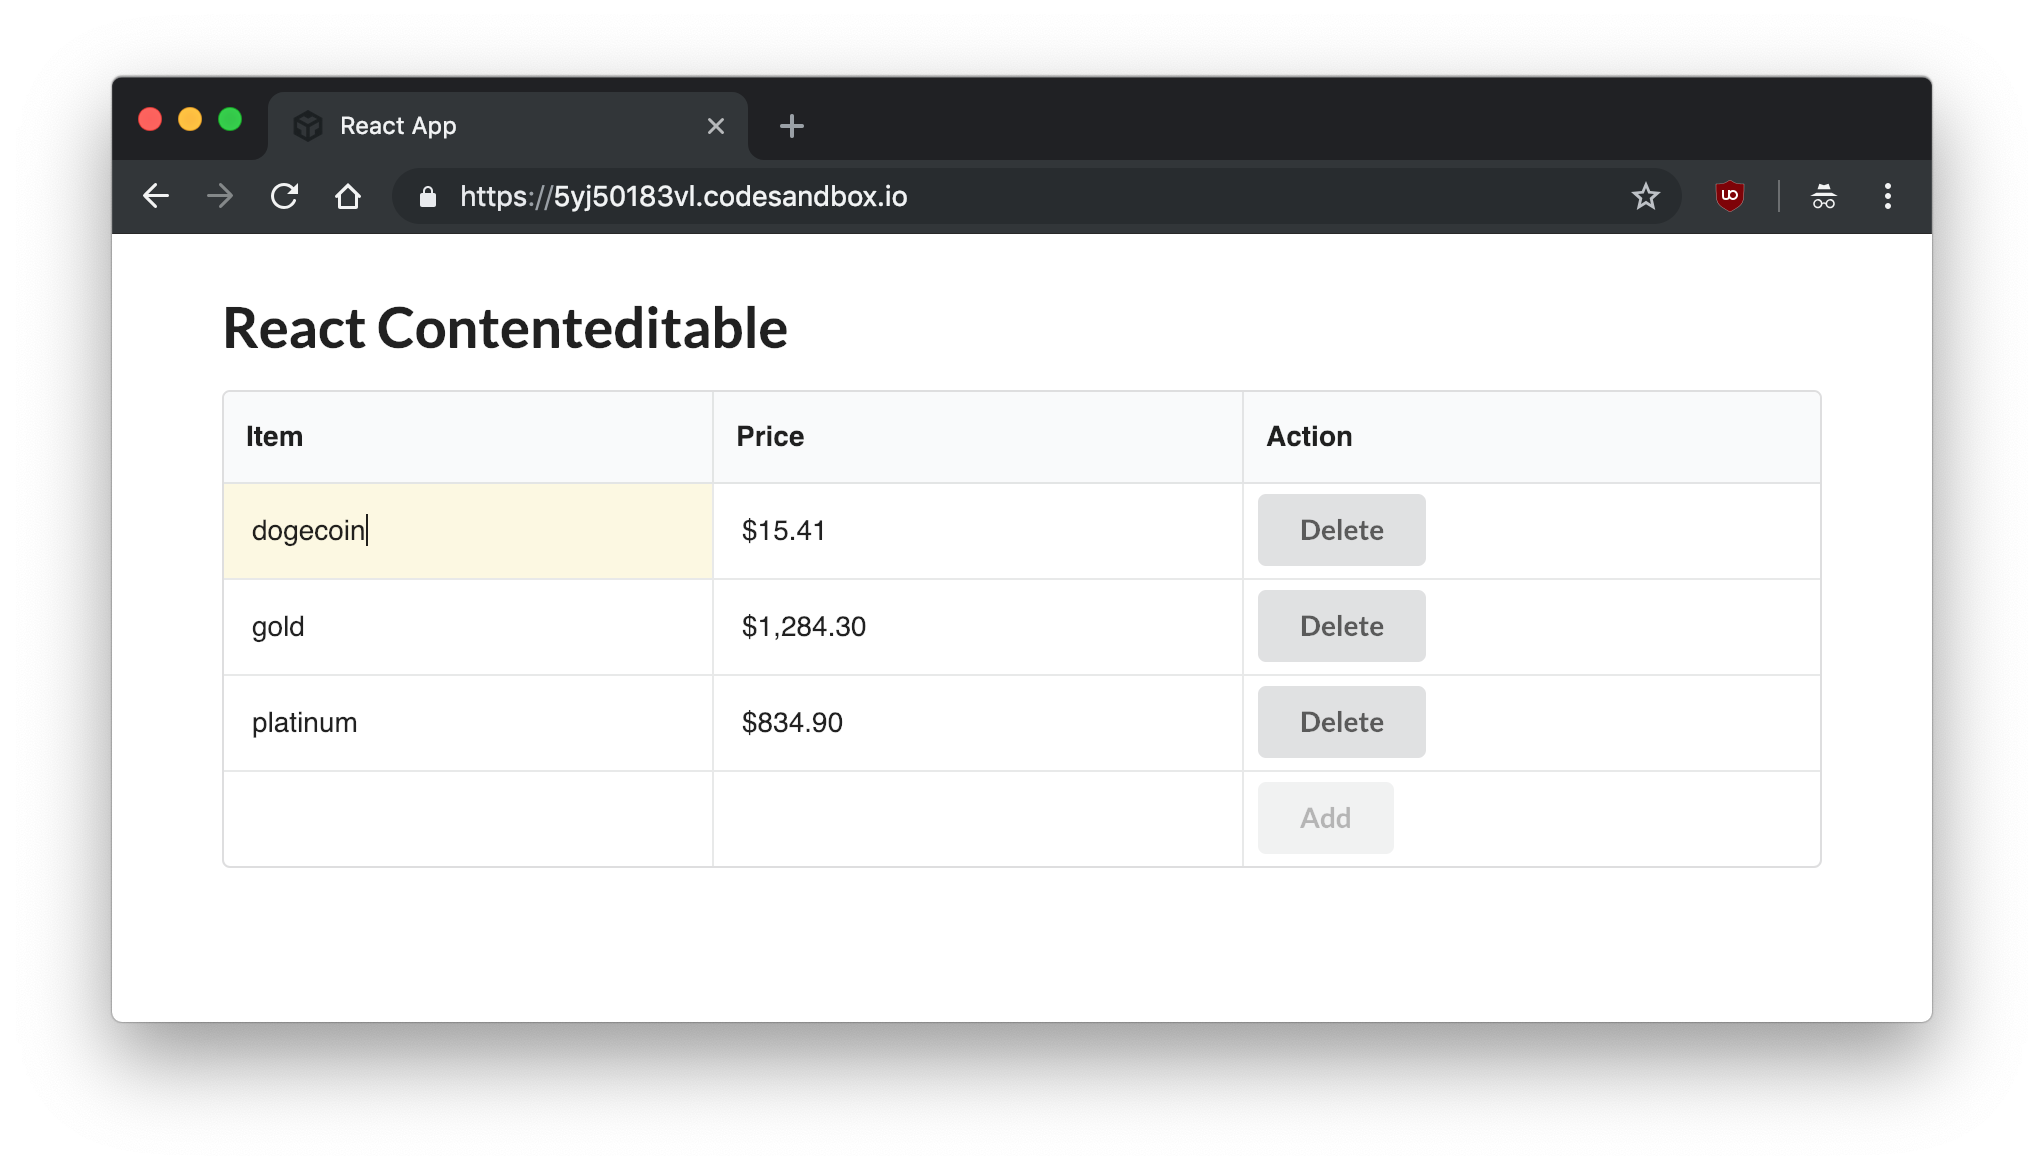 React App
https://5yj50183vl.codesandbox.io
React Contenteditable
Item Price Action
dogecoin $15.41 Delete
gold $1,284.30 Delete
platinum $834.90 Delete
Add